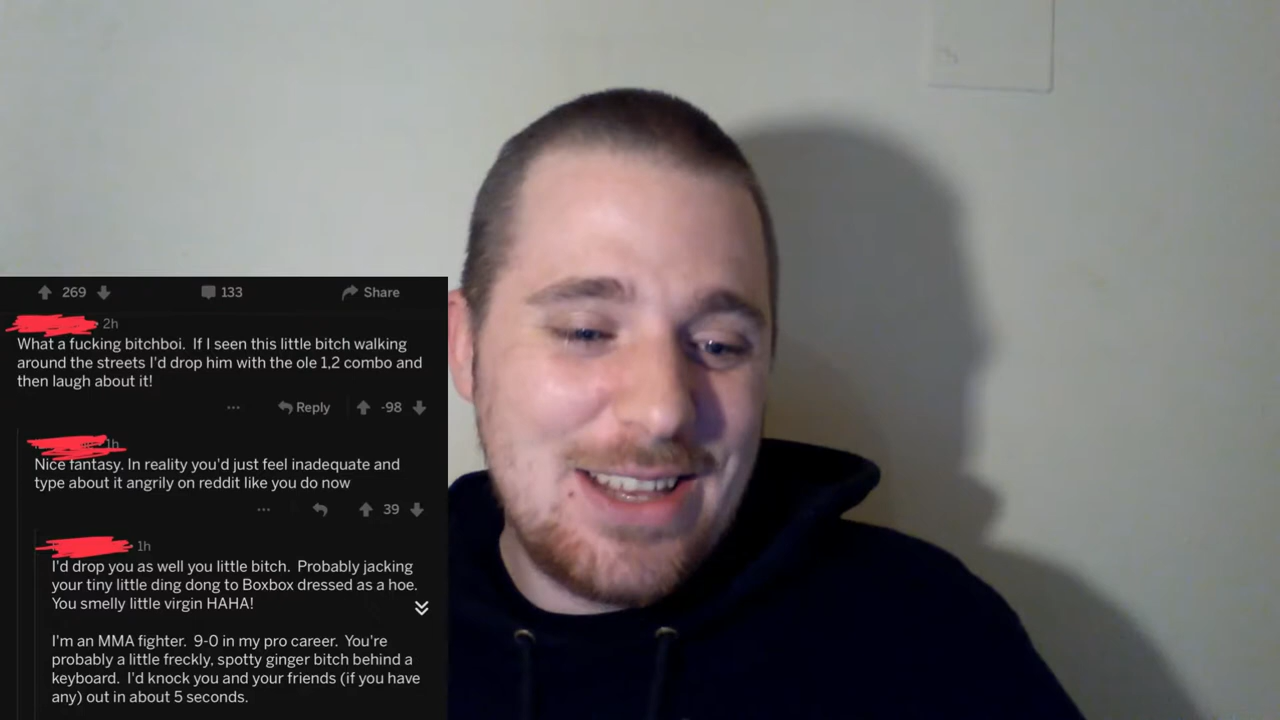 269 133 Share
2h
What a fucking bitchboi. If I seen this little bitch walking
around the streets I'd drop him with the ole 1,2 combo and
then laugh about it!
... Reply -98
1h
Nice fantasy. In reality you'd just feel inadequate and
type about it angrily on reddit like you do now
... 39
1h
I'd drop you as well you little bitch. Probably jacking
your tiny little ding dong to Boxbox dressed as a hoe.
You smelly little virgin HAHA!
I'm an MMA fighter. 9-0 in my pro career. You're
probably a little freckly, spotty ginger bitch behind a
keyboard. I'd knock you and your friends (if you have
any) out in about 5 seconds.